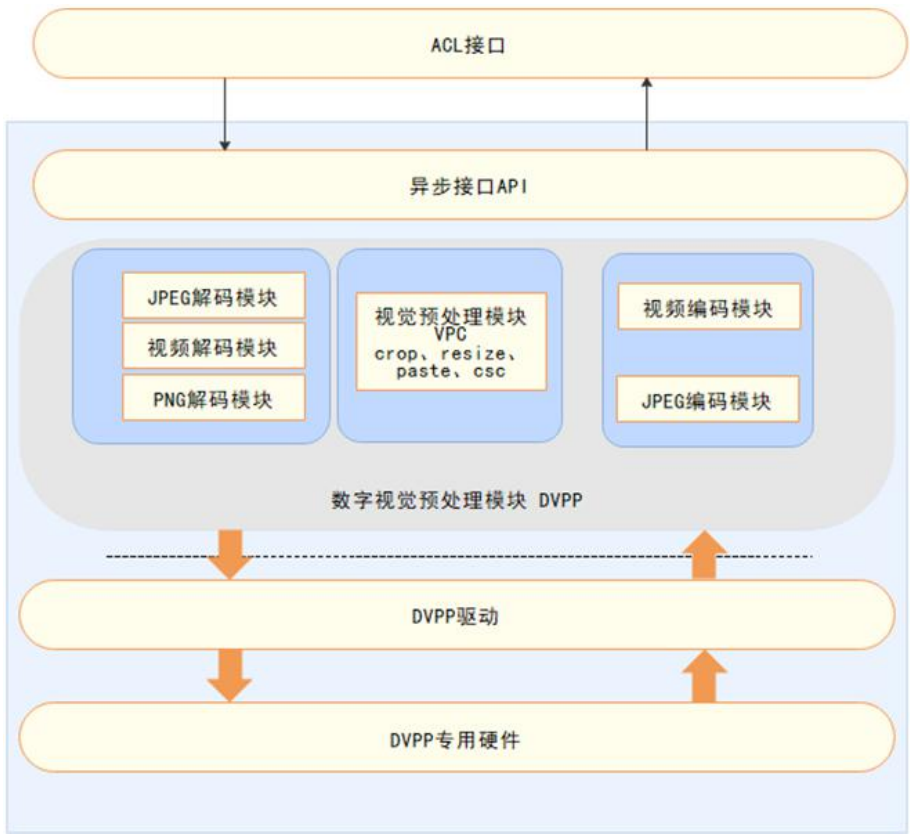 ACL接口
异步接口API
JPEG解码模块
视频解码模块
PNG解码模块
视觉预处理模块
VPC
crop、resize、
paste、csc
视频编码模块
JPEG编码模块
数字视觉预处理模块 DVPP
DVPP驱动
DVPP专用硬件